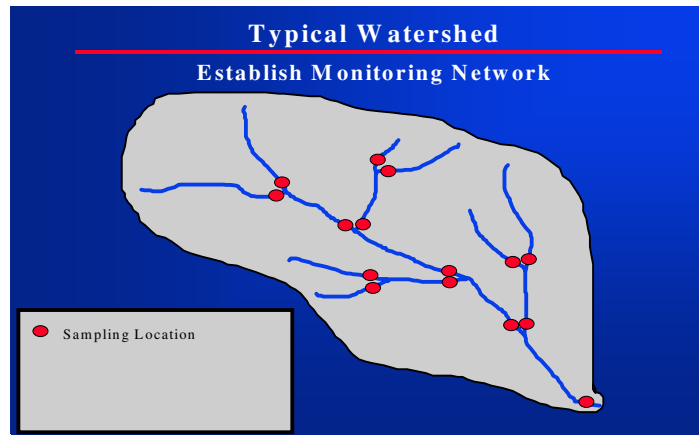 Typical Watershed
Establish Monitoring Network
Sampling Location